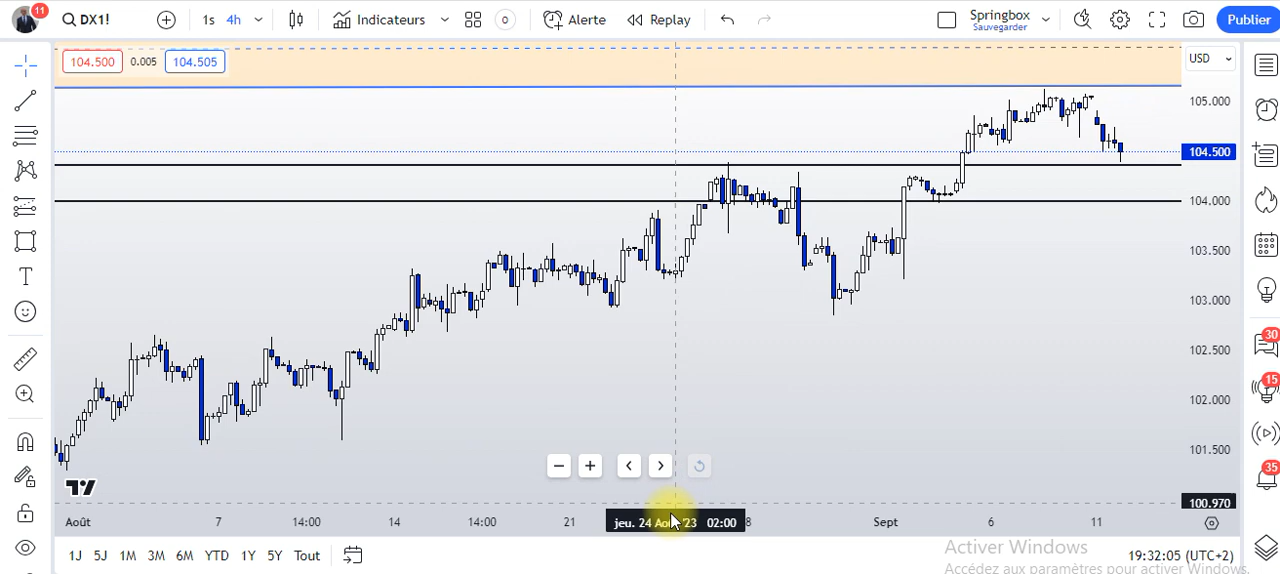 11
DX1!
1s
4h
Indicateurs
0
Alerte
Replay
Springbox
Sauvegarder
Publier
104.500
0.005
104.505
USD
105.000
104.500
104.000
103.500
103.000
102.500
102.000
101.500
100.970
30
15
35
Août
7
14:00
14
14:00
21
jeu. 24 Aoû '23 02:00
8
Sept
6
11
1J
5J
1M
3M
6M
YTD
1Y
5Y
Tout
Activer Windows
19:32:05 (UTC+2)
Accédez aux paramètres pour activer Windows.